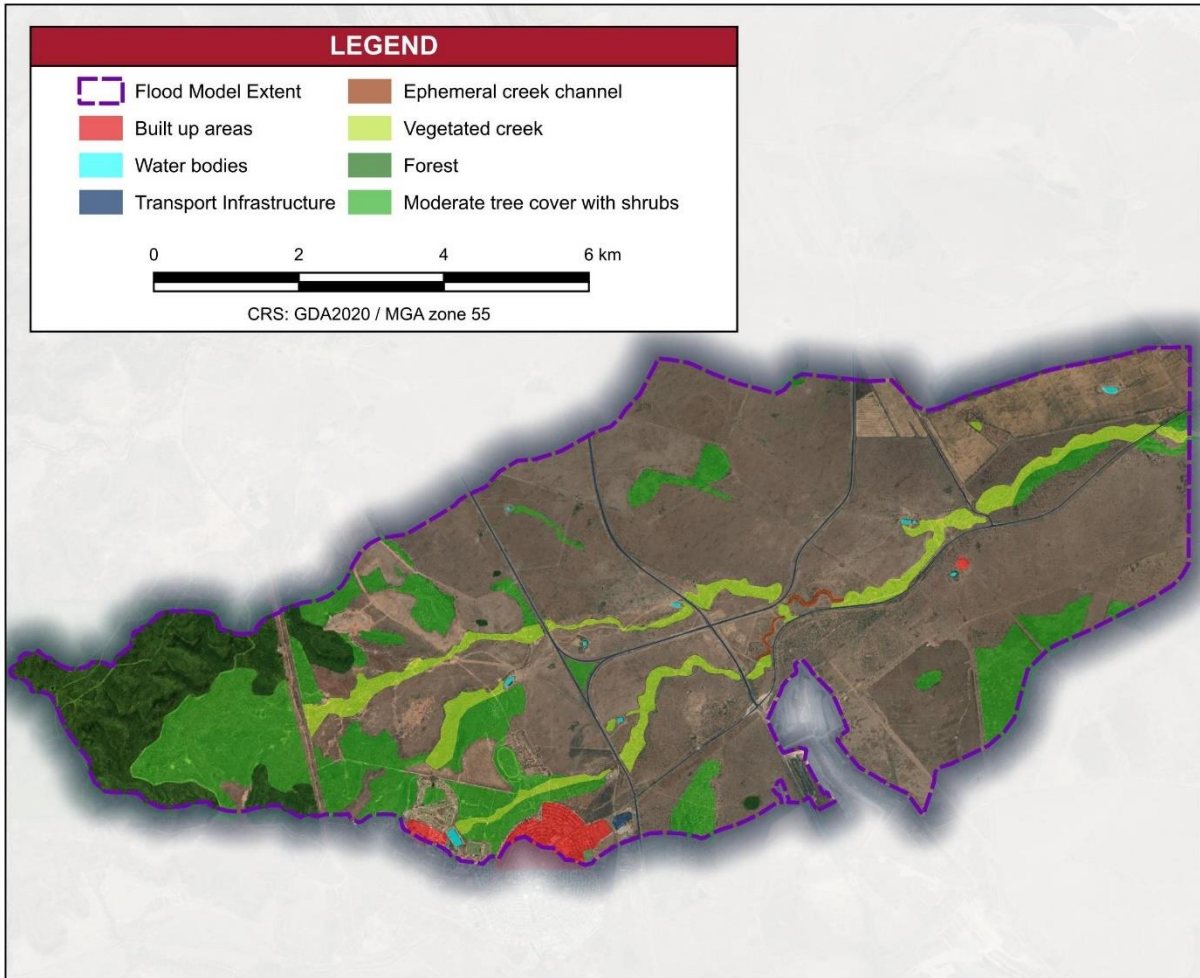 LEGEND
Flood Model Extent
Built up areas
Water bodies
Transport Infrastructure
Ephemeral creek channel
Vegetated creek
Forest
Moderate tree cover with shrubs
0 2 4 6 km
CRS: GDA2020 / MGA zone 55